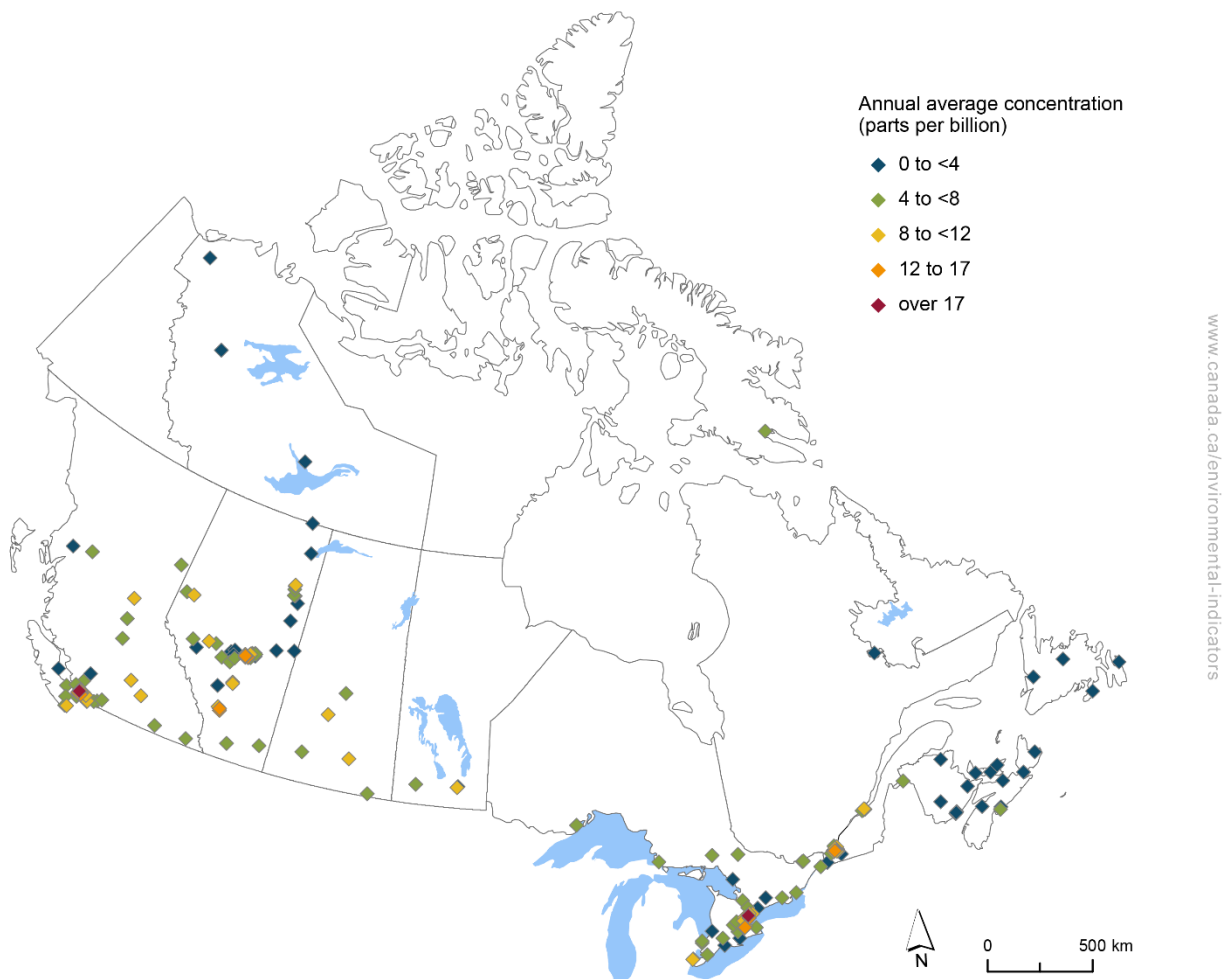 Annual average concentration
(parts per billion)
0 to <4
4 to <8
8 to <12
12 to 17
over 17
www.canada.ca/environmental-indicators
N
0 500 km